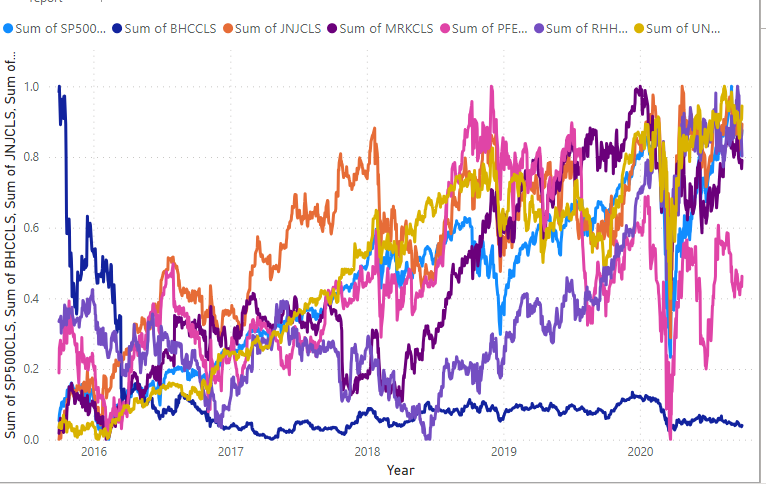 report
Sum of SP500... Sum of BHCCLS Sum of JNJCLS Sum of MRKCLS Sum of PFE... Sum of RHH... Sum of UN...
Sum of SP500CLS, Sum of BHCCLS, Sum of JNJCLS, Sum of...
1.0
0.8
0.6
0.4
0.2
0.0
2016 2017 2018 2019 2020
Year